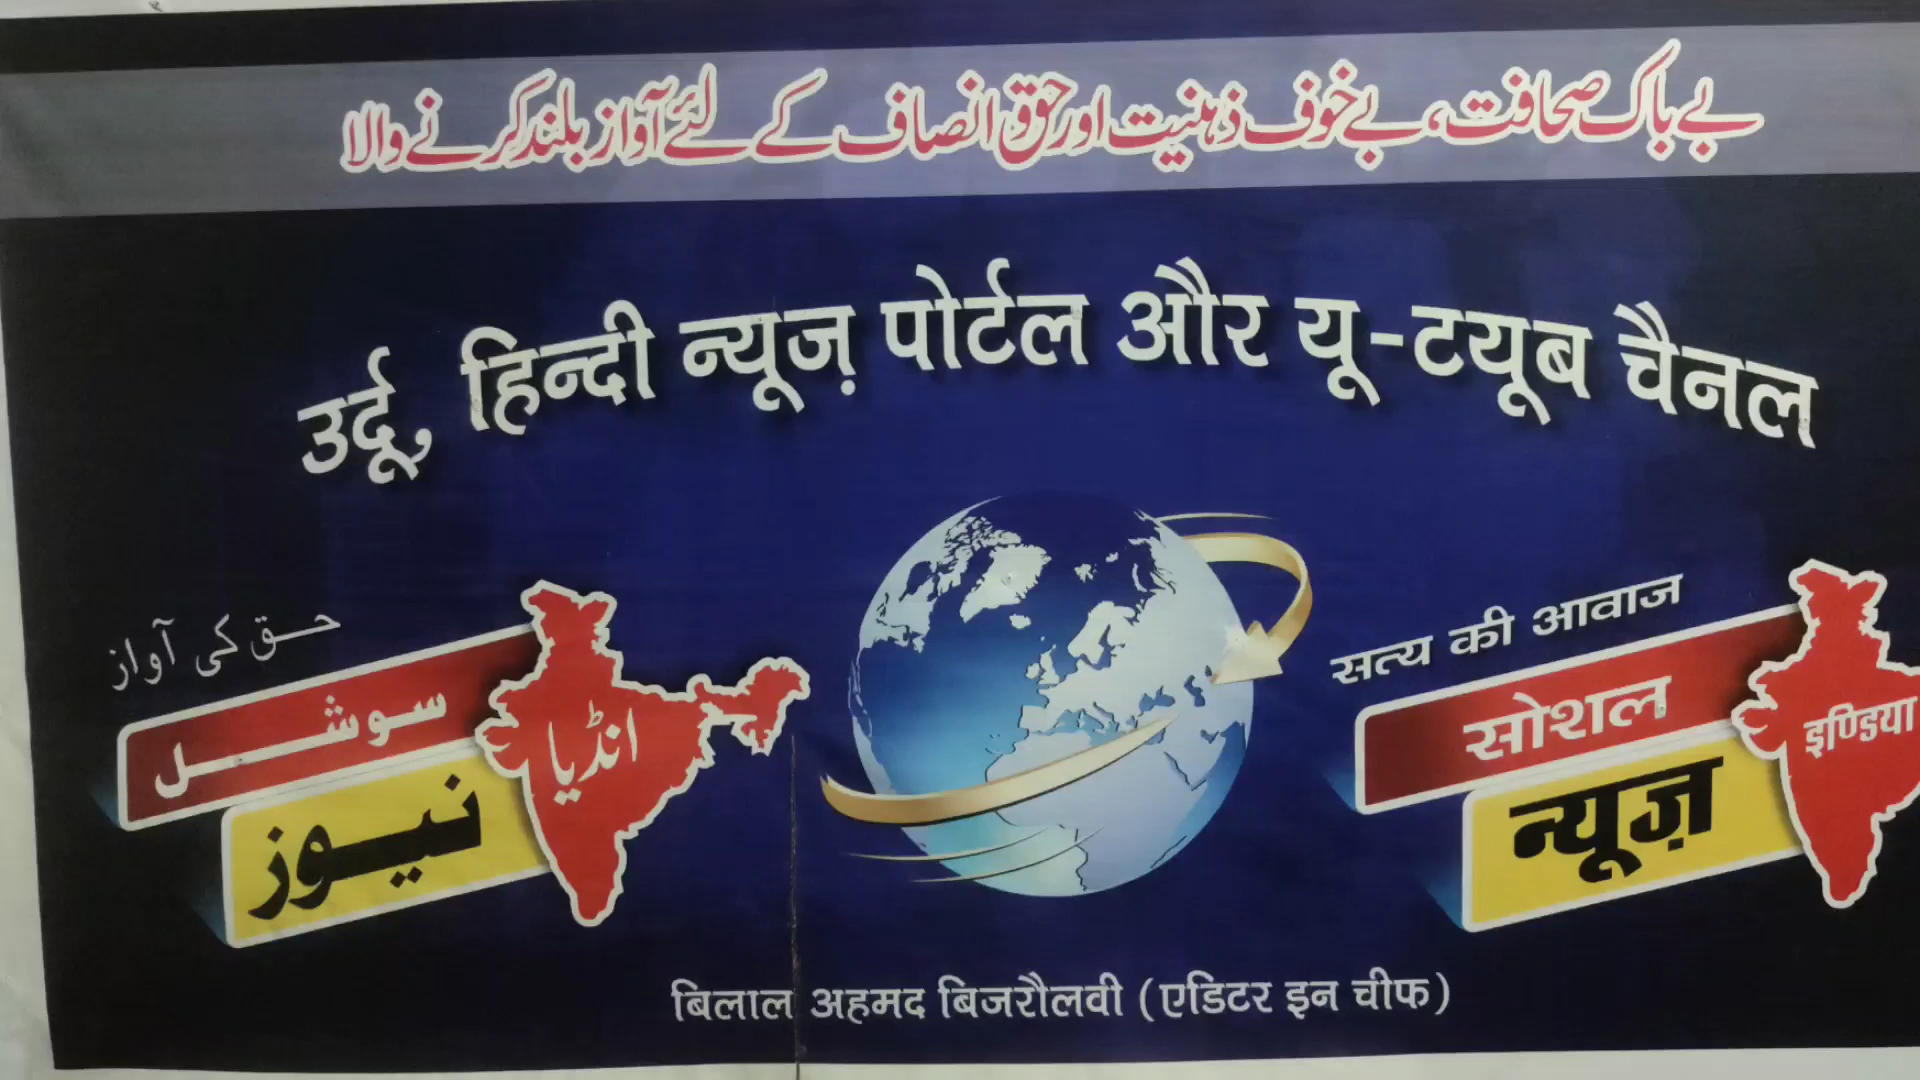 بے باک صحافت، بے خوف ذہنیت اور حق و انصاف کے لئے آواز بلند کرنے والا
उर्दू, हिन्दी न्यूज़ पोर्टल और यू-टयूब चैनल
حق کی آواز
سوشل
انڈیا
نیوز
सत्य की आवाज
सोशल
इण्डिया
न्यूज़
बिलाल अहमद बिजरौलवी (एडिटर इन चीफ)